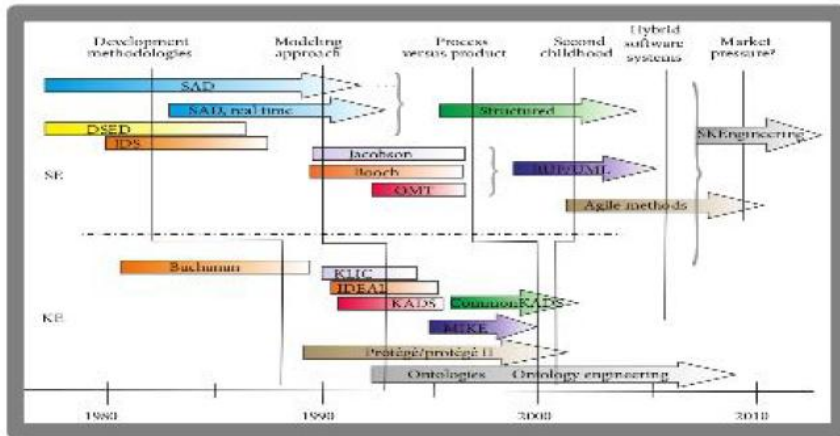 Development methodologies
Modeling approach
Process versus product
Second childhood
Hybrid software systems
Market pressure?
SAD
SAD, real time
Structured
DSED
SKEngineering
JDS
Jacobson
SE
Booch
RUP/UML
OMT
Agile methods
Buchanan
KLIC
IDEAL
KADS
CommonKADS
KE
MIKE
Protégé/protégé II
Ontologies
Ontology engineering
1980
1990
2000
2010